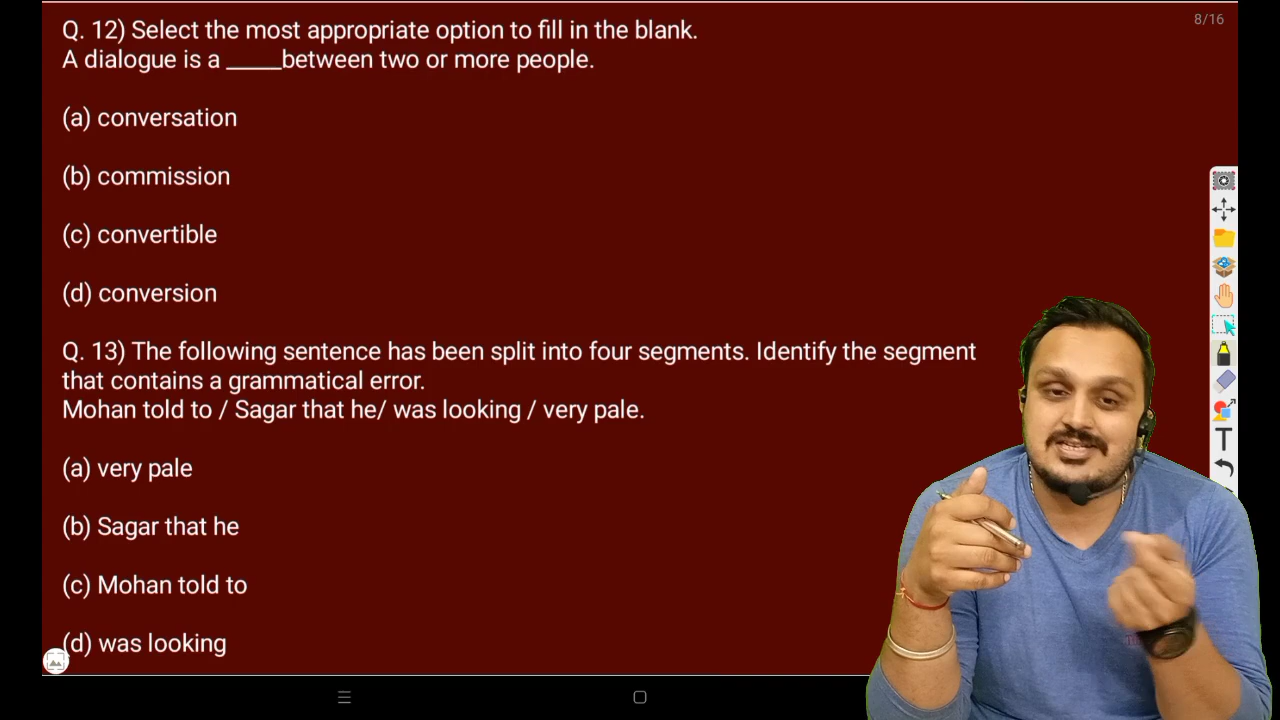 8/16
Q. 12) Select the most appropriate option to fill in the blank.
A dialogue is a _____between two or more people.
(a) conversation
(b) commission
(c) convertible
(d) conversion
Q. 13) The following sentence has been split into four segments. Identify the segment
that contains a grammatical error.
Mohan told to / Sagar that he/ was looking / very pale.
(a) very pale
(b) Sagar that he
(c) Mohan told to
(d) was looking
T